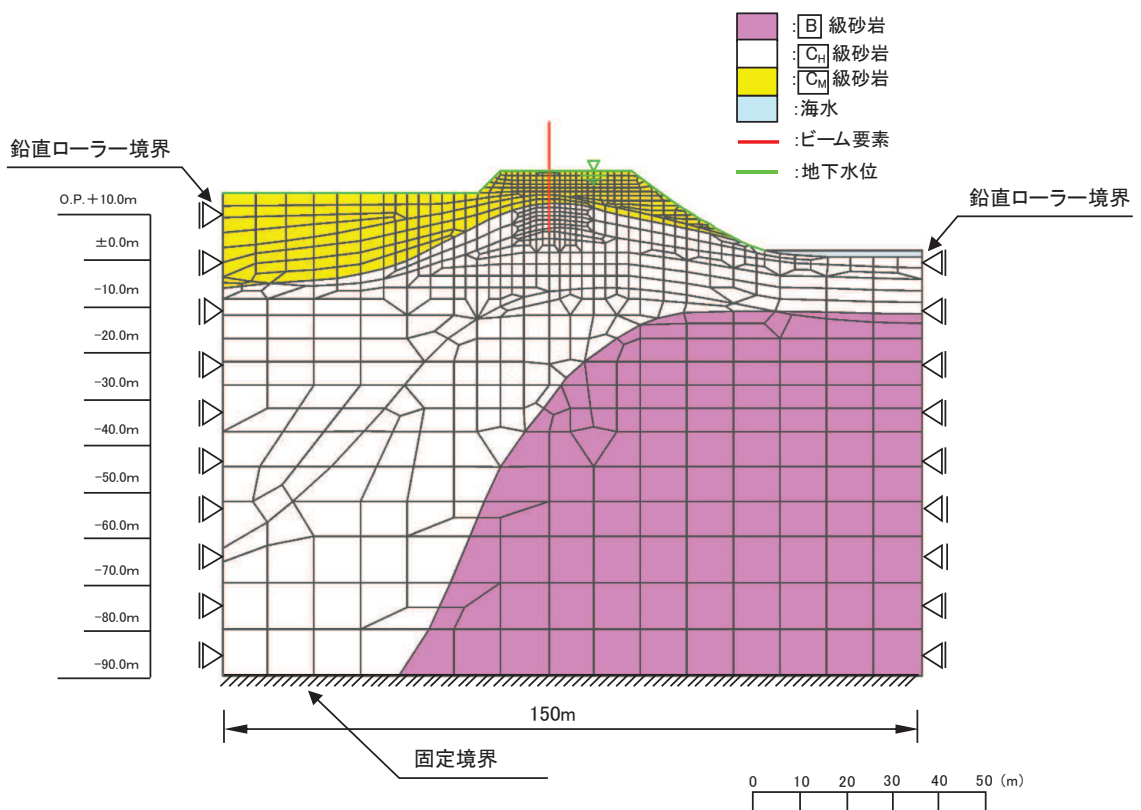 :B 級砂岩
:CH 級砂岩
:CM 級砂岩
:海水
:ビーム要素
:地下水位
鉛直ローラー境界
鉛直ローラー境界
O.P.+10.0m
±0.0m
-10.0m
-20.0m
-30.0m
-40.0m
-50.0m
-60.0m
-70.0m
-80.0m
-90.0m
150m
固定境界
0 10 20 30 40 50 (m)